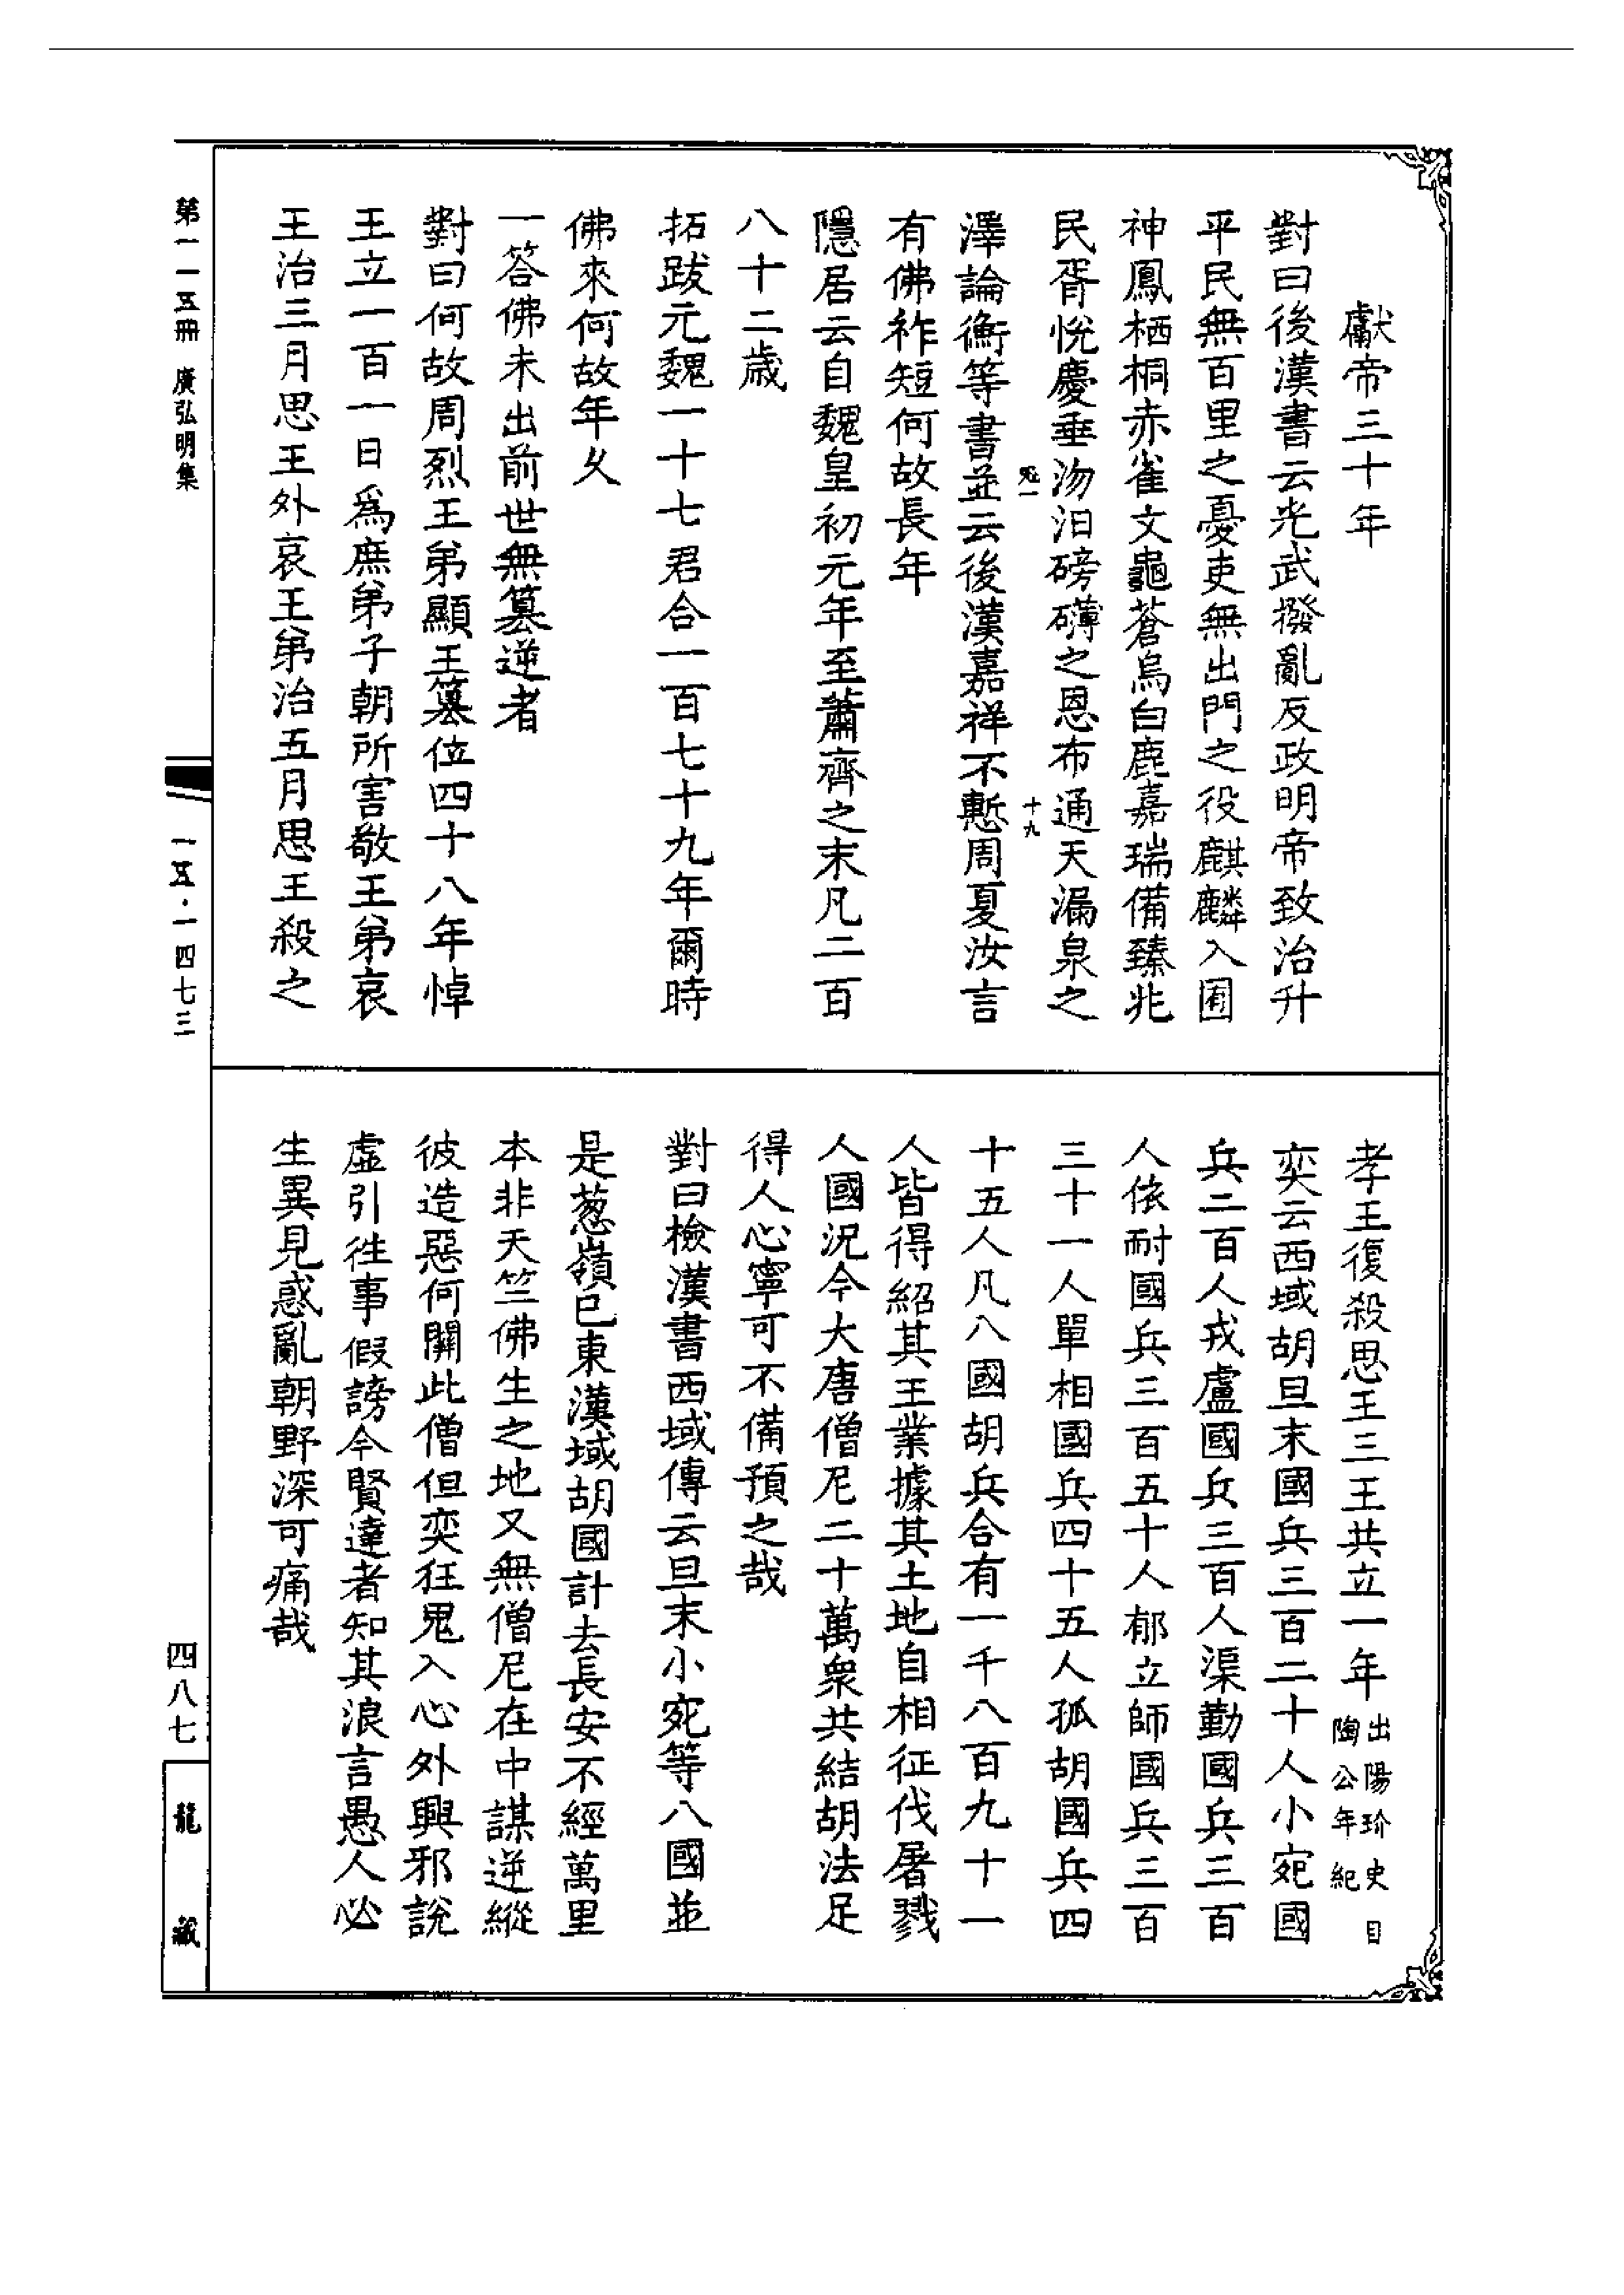 獻帝三十年
對曰後漢書云光武撥亂反政明帝致治升
平民無百里之憂吏無出門之役麒麟入囿
神鳳栖桐赤雀文龜蒼烏白鹿嘉瑞備臻兆
民胥悅慶垂沕汨磅礴之恩布通天漏泉之
十九
澤論衡等書並云後漢嘉祥不慙周夏汝言
有佛祚短何故長年
隱居云自魏皇初元年至蕭齊之末凡二百
八十二歲
拓跋元魏一十七君合一百七十九年爾時
佛來何故年久
一答佛未出前世無篡逆者
對曰何故周烈王弟顯王篡位四十八年悼
王立一百一日為庶弟子朝所害敬王弟哀
王治三月思王外哀王弟治五月思王殺之
孝王復殺思王三王共立一年出陽玠史目陶公年紀
奕云西域胡旦末國兵三百二十人小宛國
兵二百人戎盧國兵三百人渠勤國兵三百
人依耐國兵三百五十人郁立師國兵三百
三十一人單相國兵四十五人孤胡國兵四
十五人凡八國胡兵合有一千八百九十一
人皆得紹其王業據其土地自相征伐屠戮
人國況今大唐僧尼二十萬衆共結胡法足
得人心寧可不備預之哉
對曰檢漢書西域傳云旦末小宛等八國並
是葱嶺已東漢域胡國計去長安不經萬里
本非天竺佛生之地又無僧尼在中謀逆縱
彼造惡何關此僧但奕狂鬼入心外興邪說
虛引往事假謗今賢達者知其浪言愚人必
生異見惑亂朝野深可痛哉
第一一五冊 廣弘明集
一五·一四七三
四八七
龍藏